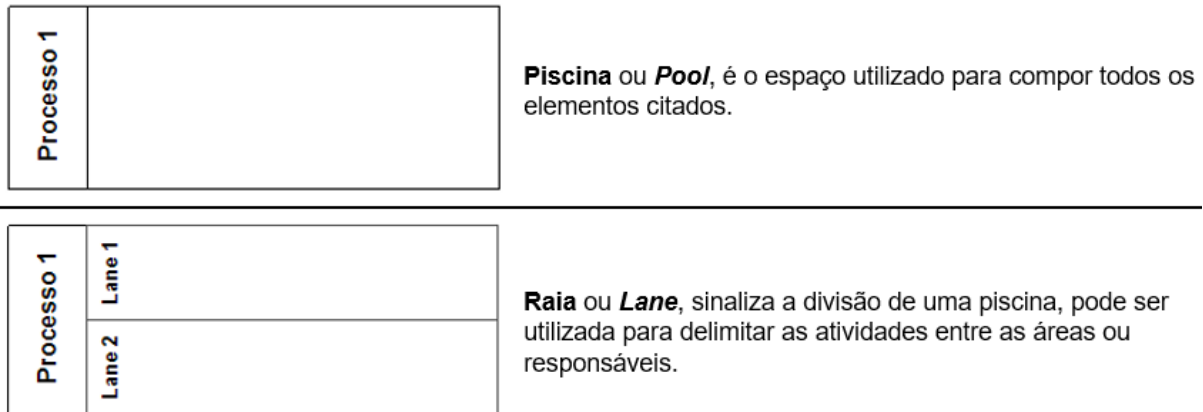 Processo 1
Piscina ou Pool, é o espaço utilizado para compor todos os
elementos citados.
Processo 1
Lane 1
Lane 2
Raia ou Lane, sinaliza a divisão de uma piscina, pode ser
utilizada para delimitar as atividades entre as áreas ou
responsáveis.